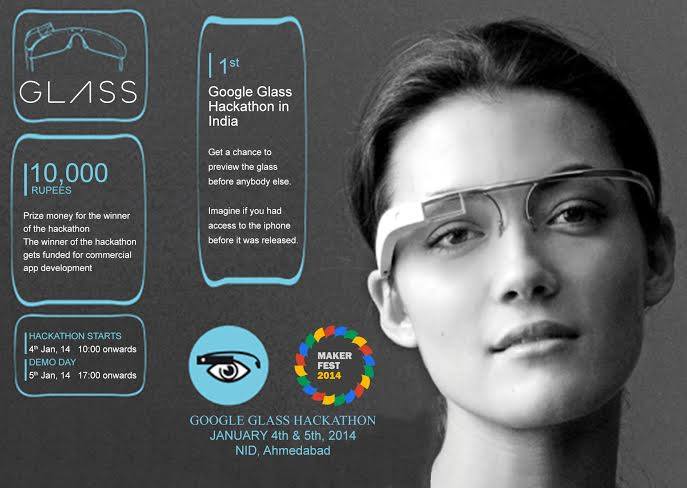 GLASS
10,000
RUPEES
Prize money for the winner
of the hackathon
The winner of the hackathon
gets funded for commercial
app development
HACKATHON STARTS
4th Jan, 14 10:00 onwards
DEMO DAY
5th Jan, 14 17:00 onwards
1st
Google Glass
Hackathon in
India
Get a chance to
preview the glass
before anybody else.
Imagine if you had
access to the iphone
before it was released.
MAKER
FEST
2014
GOOGLE GLASS HACKATHON
JANUARY 4th & 5th, 2014
NID, Ahmedabad